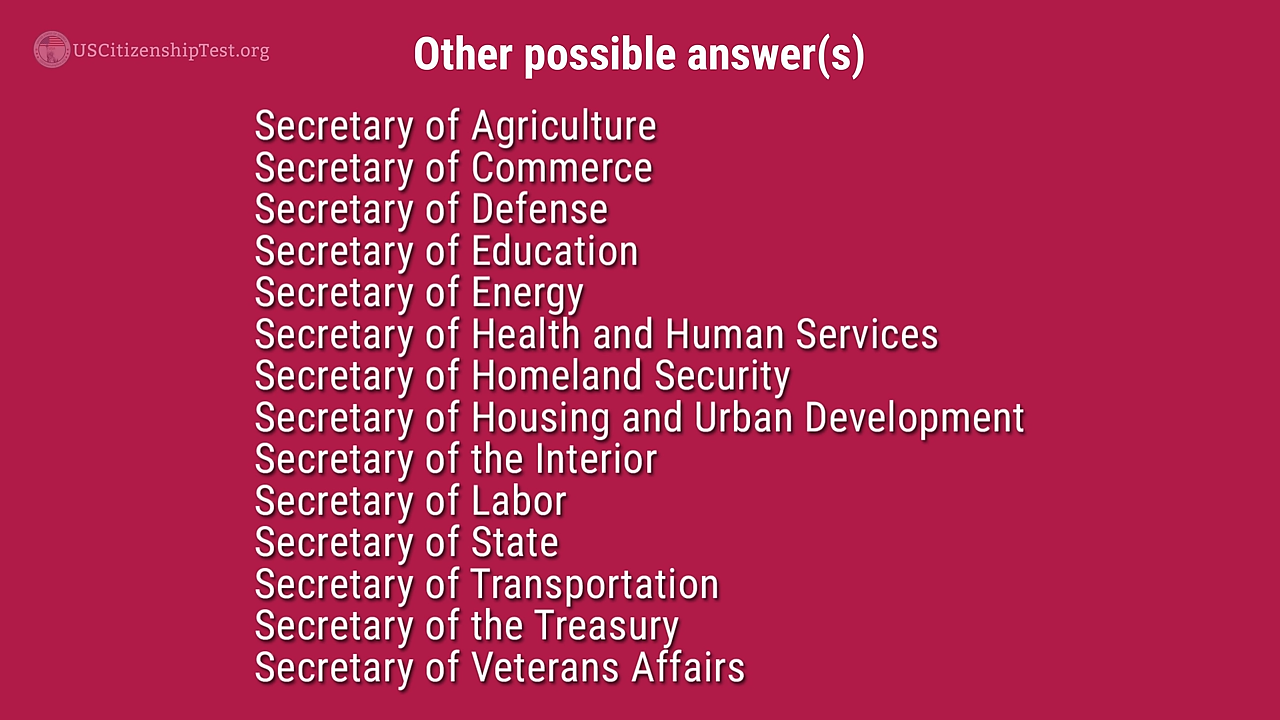 USCitizenshipTest.org
Other possible answer(s)
Secretary of Agriculture
Secretary of Commerce
Secretary of Defense
Secretary of Education
Secretary of Energy
Secretary of Health and Human Services
Secretary of Homeland Security
Secretary of Housing and Urban Development
Secretary of the Interior
Secretary of Labor
Secretary of State
Secretary of Transportation
Secretary of the Treasury
Secretary of Veterans Affairs